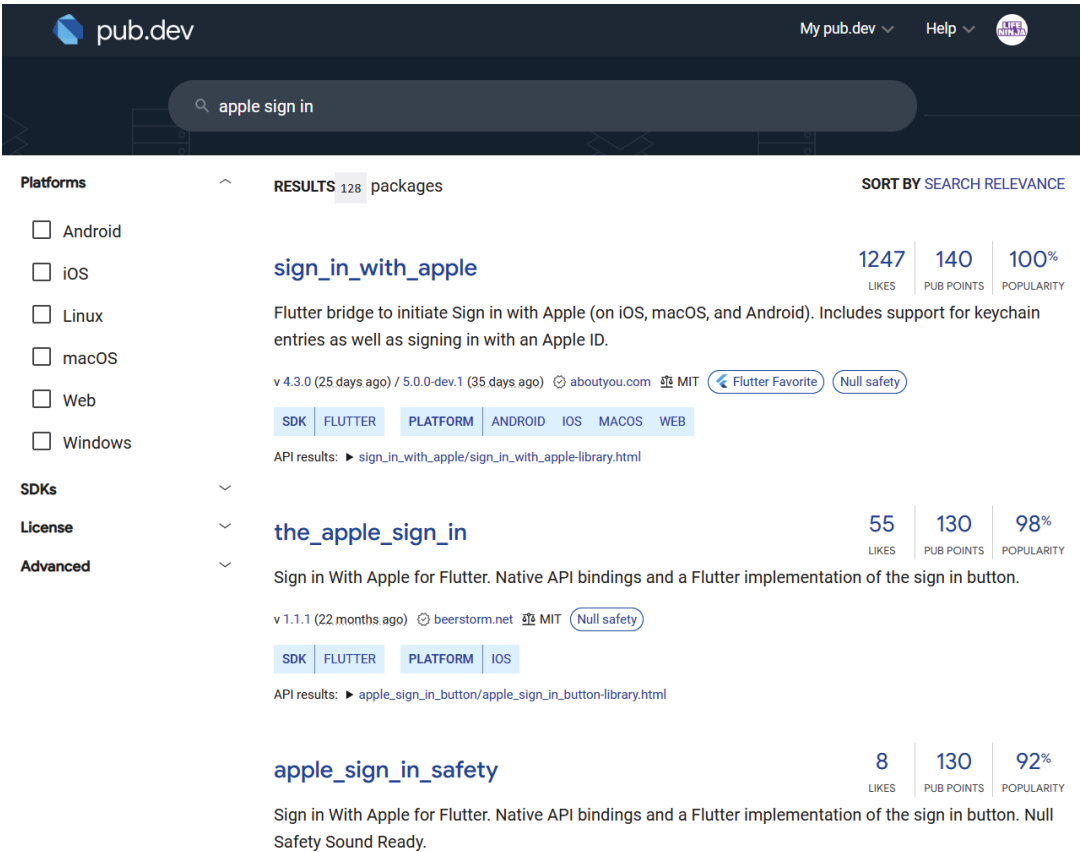 pub.dev
My pub.dev
Help
LIFE
NINJA
apple sign in
Platforms
Android
iOS
Linux
macOS
Web
Windows
SDKs
License
Advanced
RESULTS 128 packages
SORT BY SEARCH RELEVANCE
sign_in_with_apple
1247
LIKES
140
PUB POINTS
100%
POPULARITY
Flutter bridge to initiate Sign in with Apple (on iOS, macOS, and Android). Includes support for keychain
entries as well as signing in with an Apple ID.
v 4.3.0 (25 days ago) / 5.0.0-dev.1 (35 days ago) aboutyou.com MIT Flutter Favorite Null safety
SDK FLUTTER PLATFORM ANDROID IOS MACOS WEB
API results: ▶ sign_in_with_apple/sign_in_with_apple-library.html
the_apple_sign_in
55
LIKES
130
PUB POINTS
98%
POPULARITY
Sign in With Apple for Flutter. Native API bindings and a Flutter implementation of the sign in button.
v 1.1.1 (22 months ago) beerstorm.net MIT Null safety
SDK FLUTTER PLATFORM IOS
API results: ▶ apple_sign_in_button/apple_sign_in_button-library.html
apple_sign_in_safety
8
LIKES
130
PUB POINTS
92%
POPULARITY
Sign in With Apple for Flutter. Native API bindings and a Flutter implementation of the sign in button. Null
Safety Sound Ready.